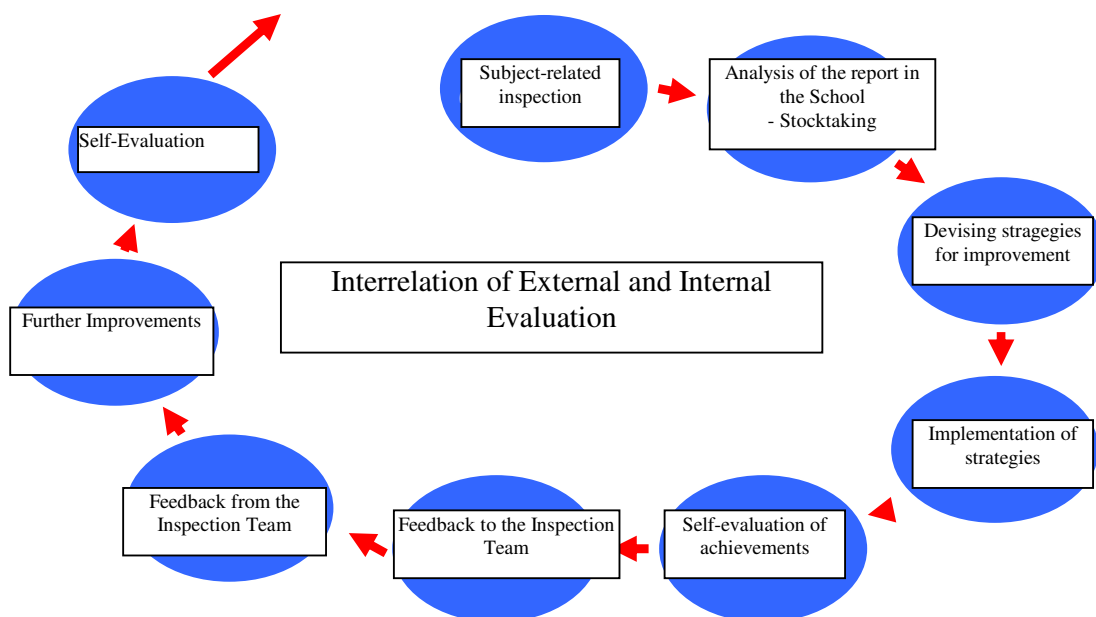 Subject-related
inspection
Analysis of the report in
the School
- Stocktaking
Devising stragegies
for improvement
Implementation of
strategies
Self-evaluation of
achievements
Feedback to the Inspection
Team
Feedback from the
Inspection Team
Further Improvements
Self-Evaluation
Interrelation of External and Internal
Evaluation